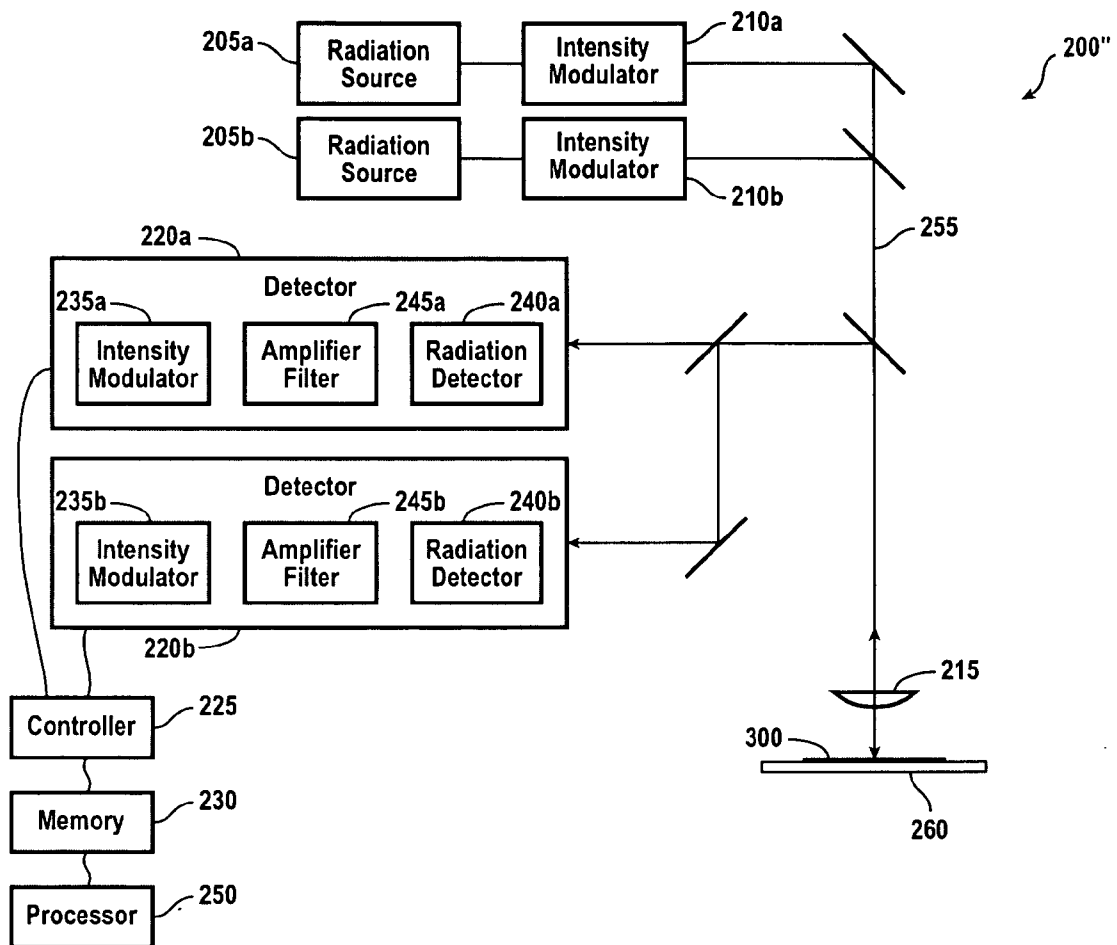 210a
205a
Radiation
Source
Intensity
Modulator
200"
205b
Radiation
Source
Intensity
Modulator
210b
255
220a
Detector
235a
245a
240a
Intensity
Modulator
Amplifier
Filter
Radiation
Detector
Detector
235b
245b
240b
Intensity
Modulator
Amplifier
Filter
Radiation
Detector
220b
215
Controller
225
300
260
Memory
230
Processor
250